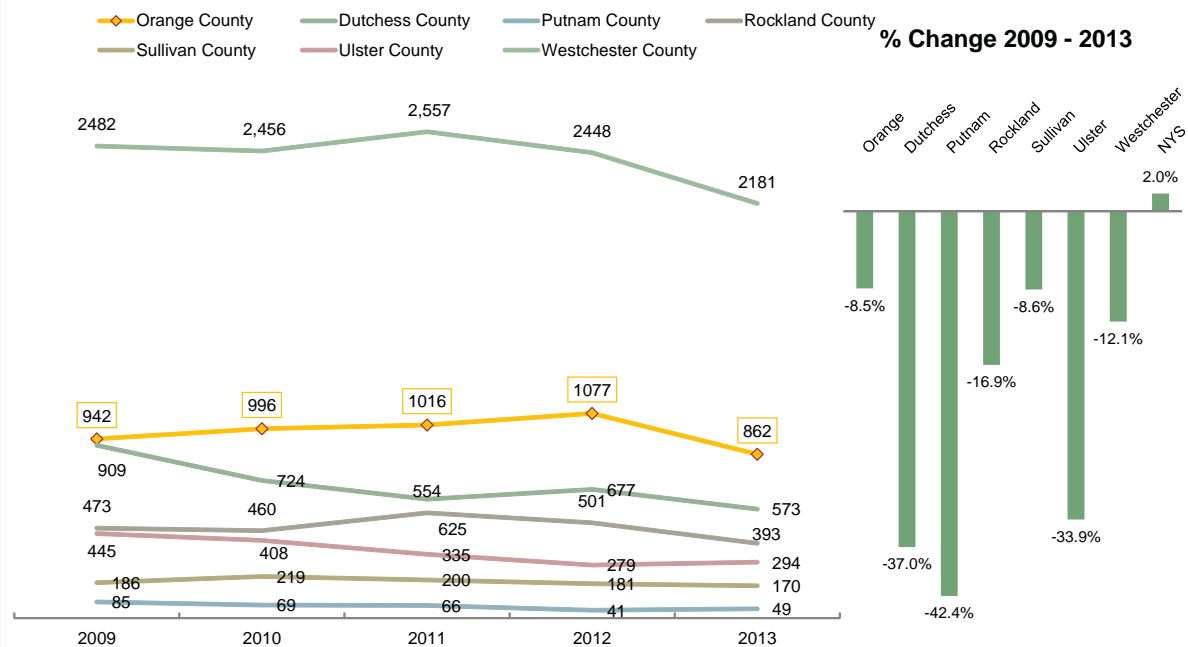 Orange County Dutchess County Putnam County Rockland County
Sullivan County Ulster County Westchester County
% Change 2009 - 2013
Orange Dutchess Putnam Rockland Sullivan Ulster Westchester NYS
2482 2,456 2,557 2448 2181
942 996 1016 1077 862
909 724 554 677 573
473 460 625 501 393
445 408 335 279 294
186 219 200 181 170
85 69 66 41 49
2009 2010 2011 2012 2013
-8.5% -37.0% -42.4% -16.9% -8.6% -33.9% -12.1% 2.0%